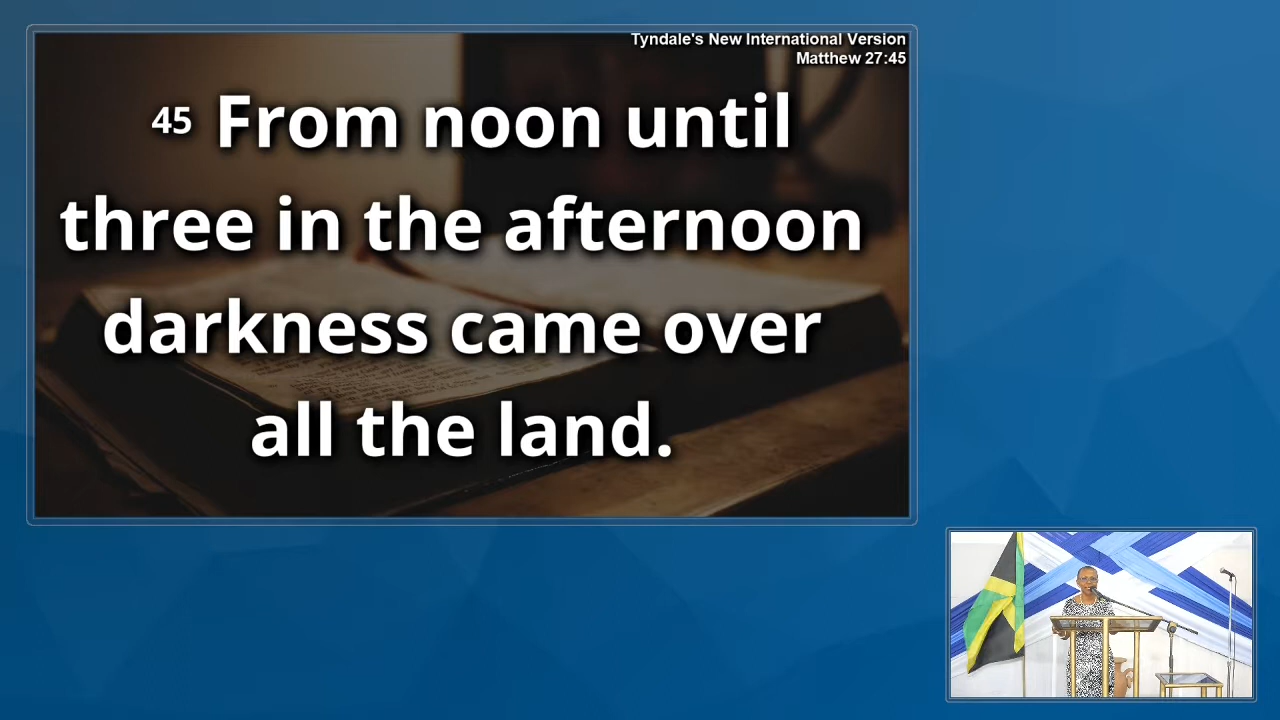 Tyndale's New International Version
Matthew 27:45
45 From noon until
three in the afternoon
darkness came over
all the land.